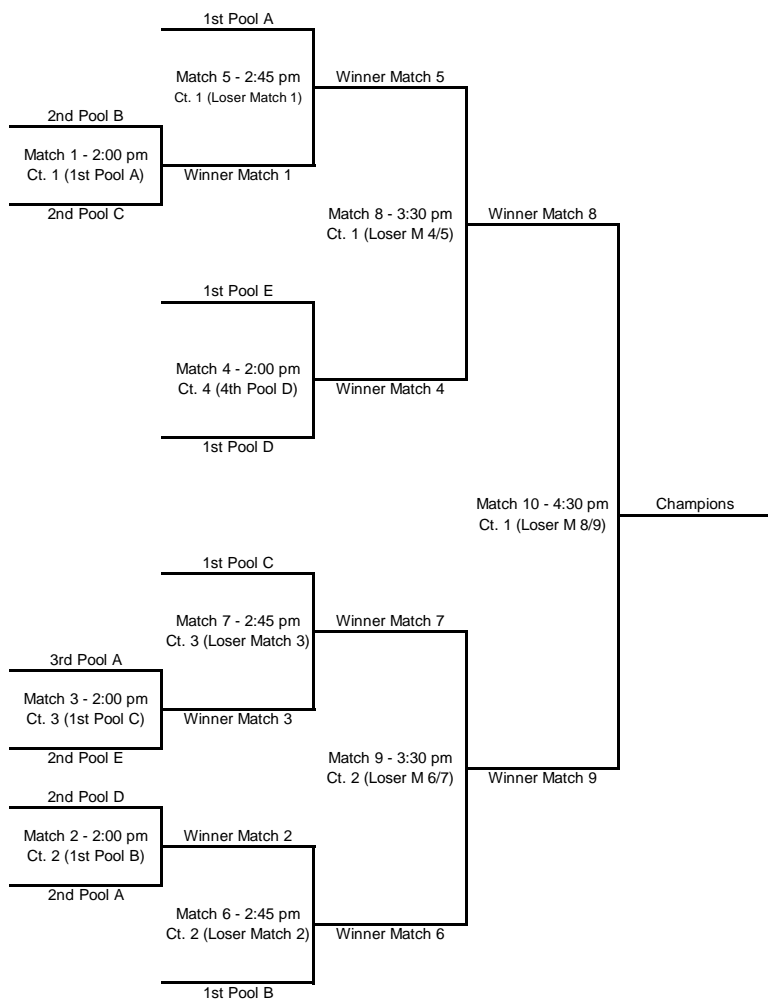 1st Pool A
Match 5 - 2:45 pm
Ct. 1 (Loser Match 1)
Winner Match 5
2nd Pool B
Match 1 - 2:00 pm
Ct. 1 (1st Pool A)
Winner Match 1
2nd Pool C
Match 8 - 3:30 pm
Ct. 1 (Loser M 4/5)
Winner Match 8
1st Pool E
Match 4 - 2:00 pm
Ct. 4 (4th Pool D)
Winner Match 4
1st Pool D
Match 10 - 4:30 pm
Ct. 1 (Loser M 8/9)
Champions
1st Pool C
Match 7 - 2:45 pm
Ct. 3 (Loser Match 3)
Winner Match 7
3rd Pool A
Match 3 - 2:00 pm
Ct. 3 (1st Pool C)
Winner Match 3
2nd Pool E
Match 9 - 3:30 pm
Ct. 2 (Loser M 6/7)
Winner Match 9
2nd Pool D
Match 2 - 2:00 pm
Ct. 2 (1st Pool B)
Winner Match 2
2nd Pool A
Match 6 - 2:45 pm
Ct. 2 (Loser Match 2)
Winner Match 6
1st Pool B